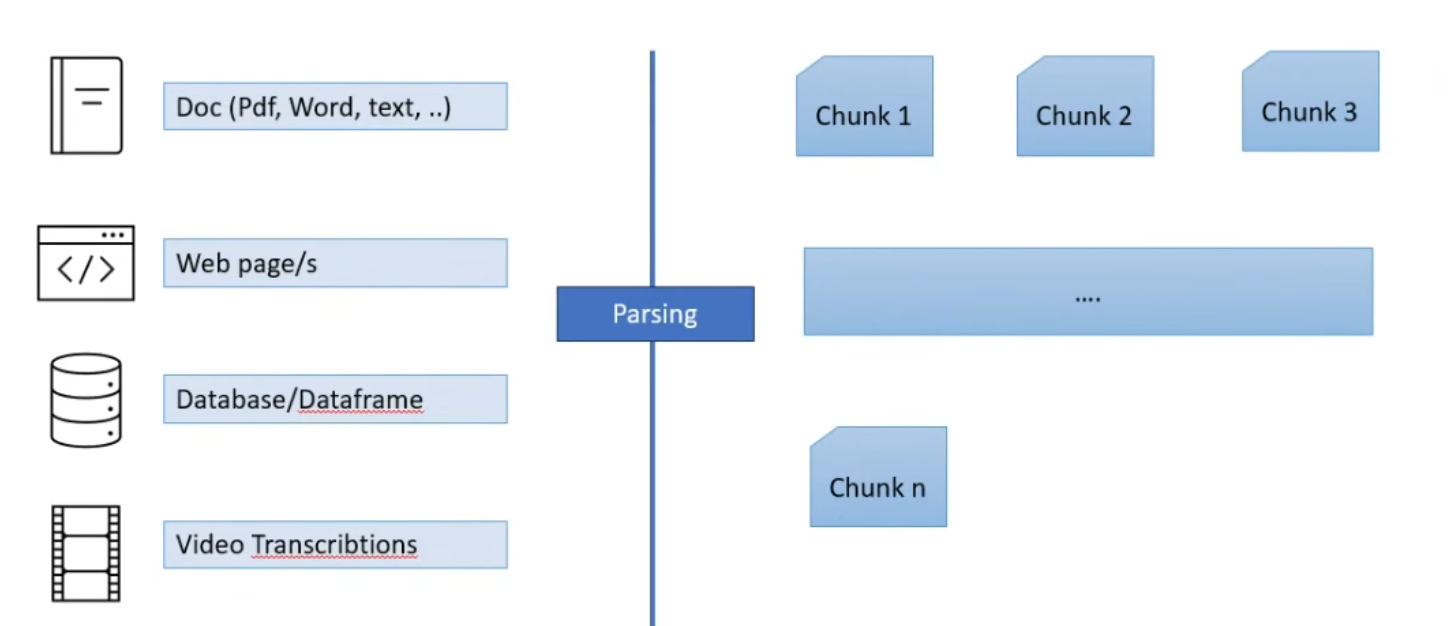 Doc (Pdf, Word, text, ..)
Web page/s
Database/Dataframe
Video Transcribtions
Parsing
Chunk 1
Chunk 2
Chunk 3
....
Chunk n